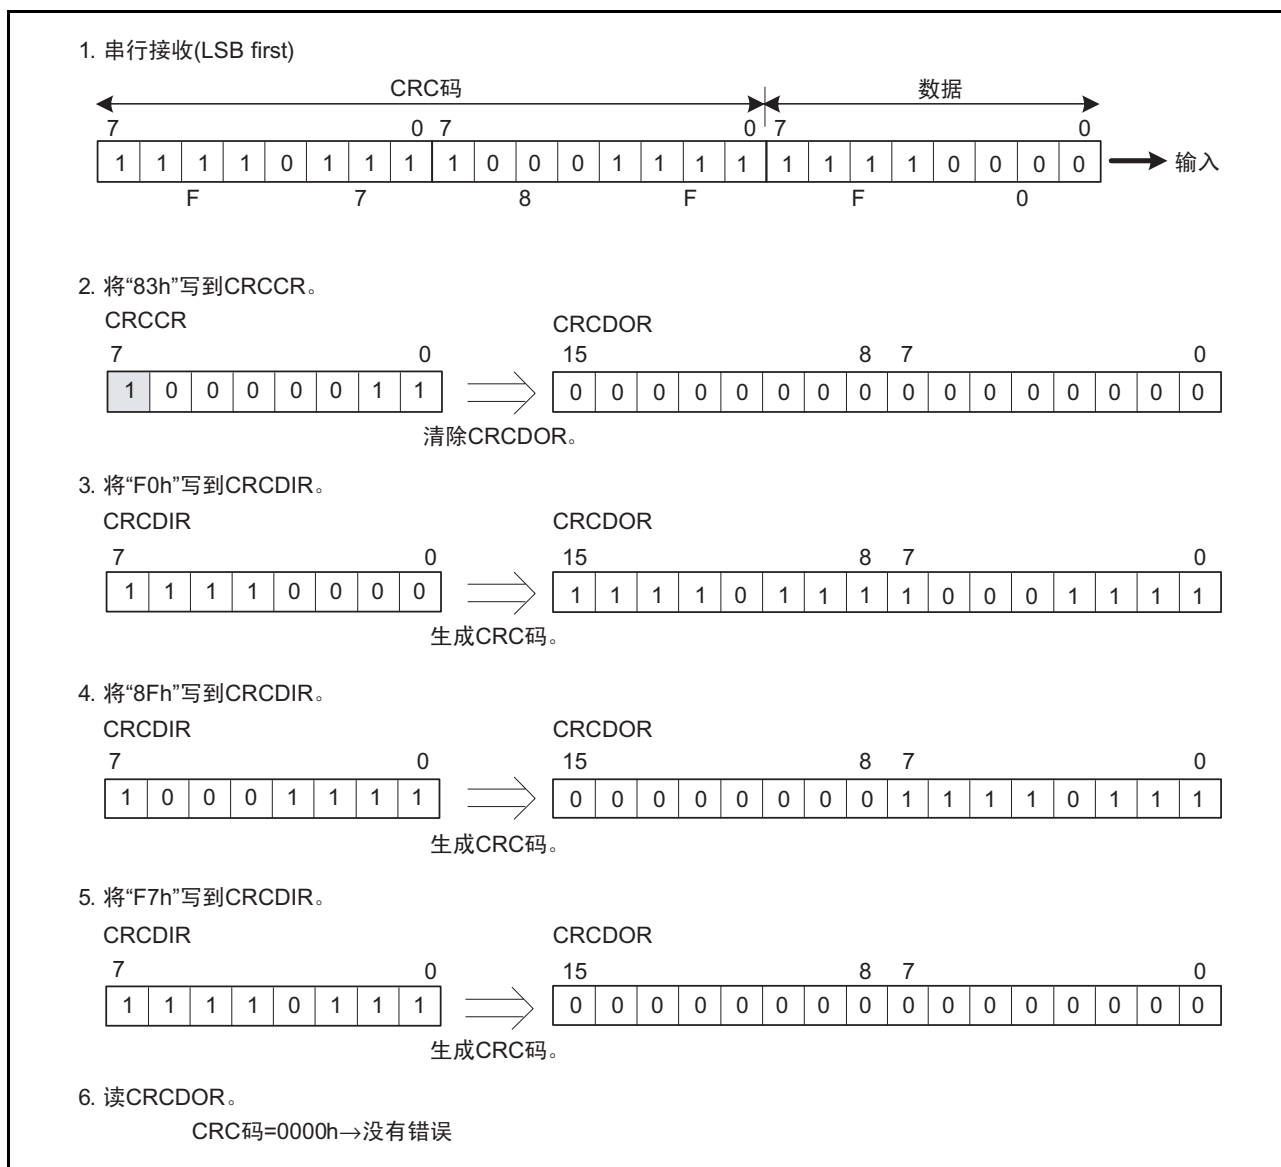 1. 串行接收(LSB first)
CRC码 数据
7 0 7 0 7 0
1 1 1 1 0 1 1 1 1 0 0 0 1 1 1 1 1 1 1 1 0 0 0 0 输入
F 7 8 F F 0
2. 将“83h”写到CRCCR。
CRCCR CRCDOR
7 0 15 8 7 0
1 0 0 0 0 0 1 1 0 0 0 0 0 0 0 0 0 0 0 0 0 0 0 0
清除CRCDOR。
3. 将“F0h”写到CRCDIR。
CRCDIR CRCDOR
7 0 15 8 7 0
1 1 1 1 0 0 0 0 1 1 1 1 0 1 1 1 1 0 0 0 1 1 1 1
生成CRC码。
4. 将“8Fh”写到CRCDIR。
CRCDIR CRCDOR
7 0 15 8 7 0
1 0 0 0 1 1 1 1 0 0 0 0 0 0 0 0 1 1 1 1 0 1 1 1
生成CRC码。
5. 将“F7h”写到CRCDIR。
CRCDIR CRCDOR
7 0 15 8 7 0
1 1 1 1 0 1 1 1 0 0 0 0 0 0 0 0 0 0 0 0 0 0 0 0
生成CRC码。
6. 读CRCDOR。
CRC码=0000h→没有错误